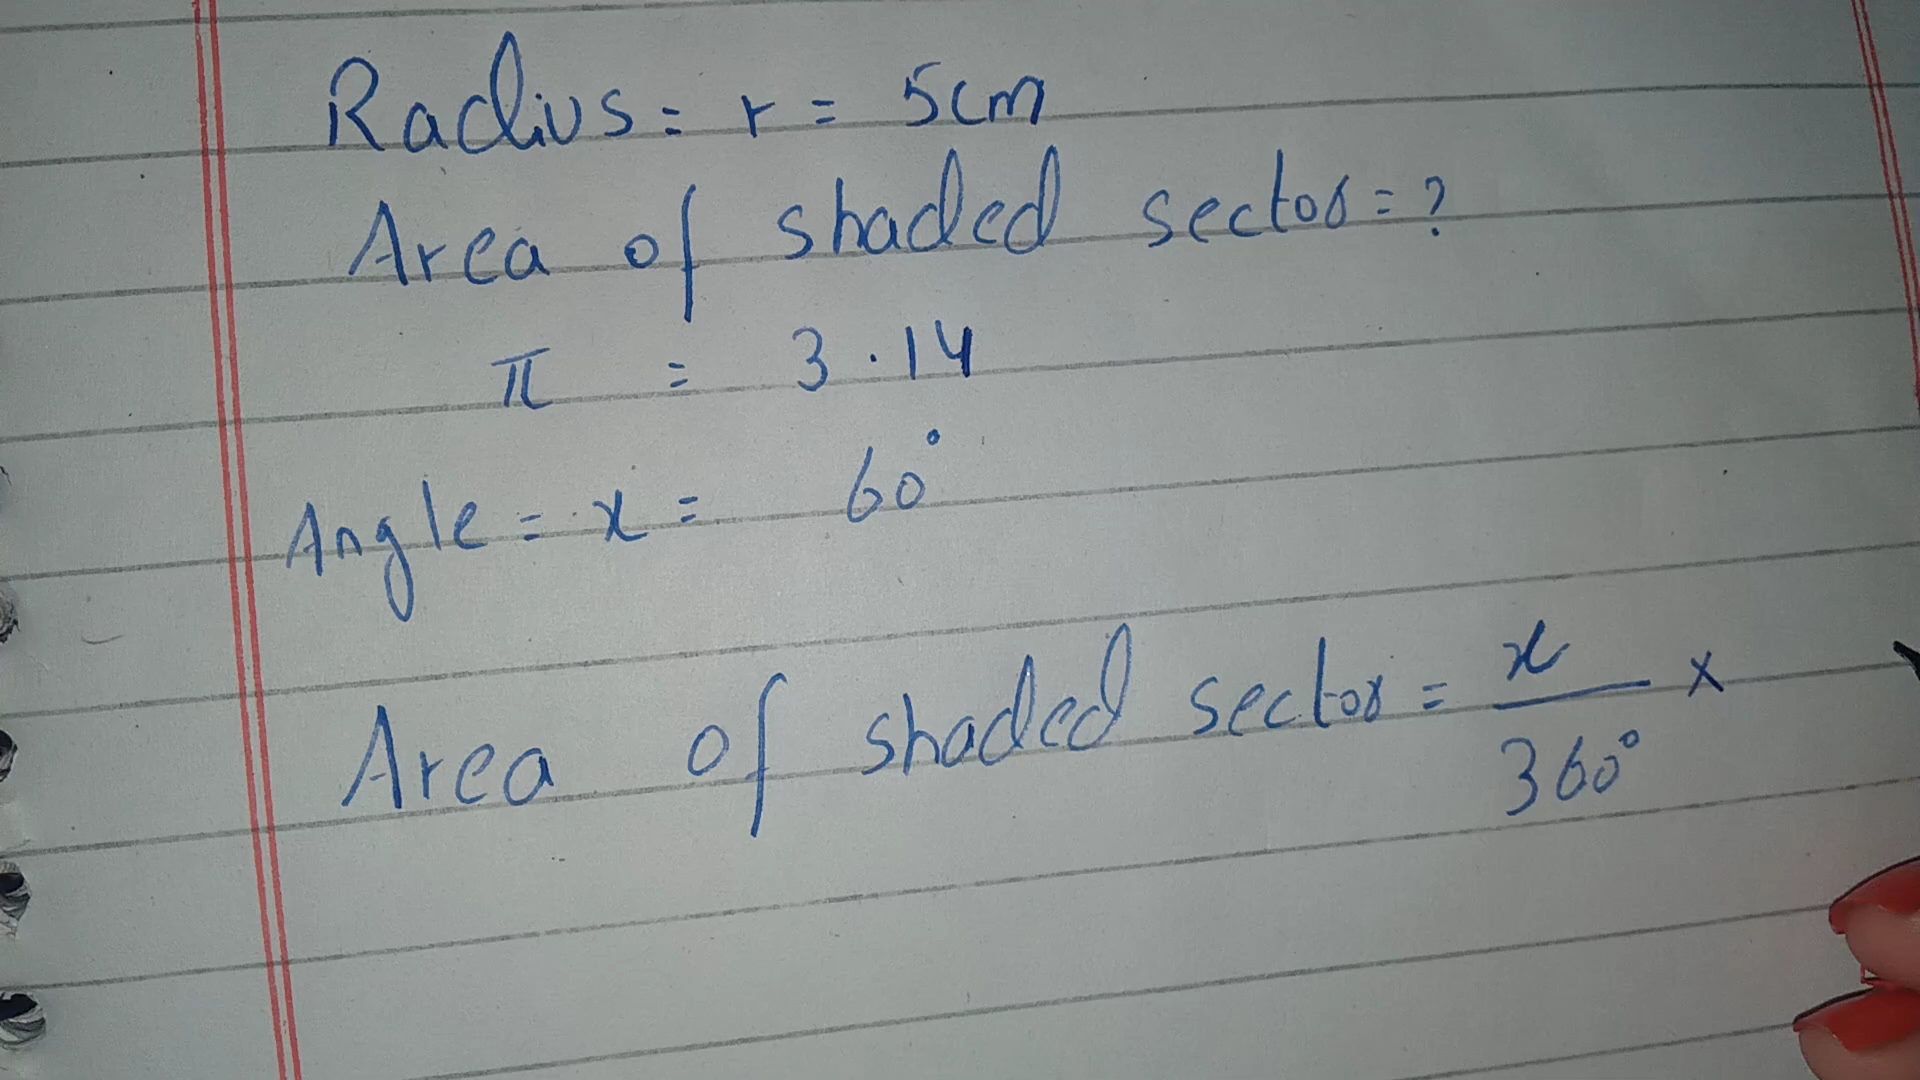 Radius = r = 5cm
Area of shaded sector = ?
π = 3.14
Angle = x = 60°
Area of shaded sector = x/360° ×